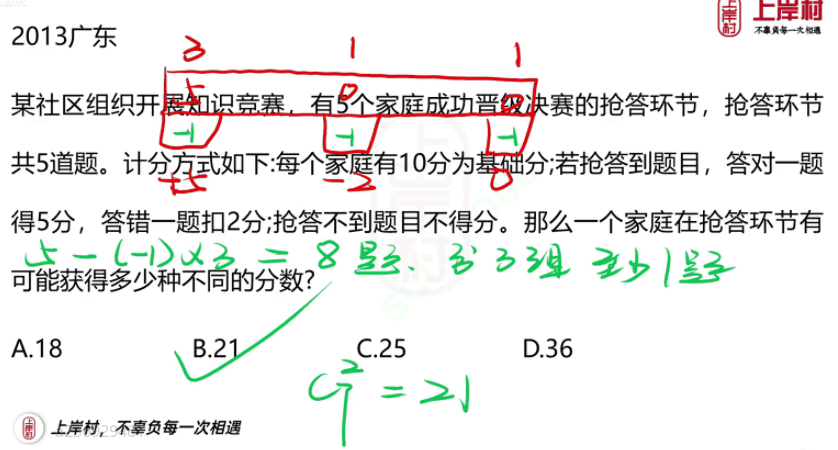 上岸村
不辜负每一次相遇
2013广东
3 1 1
5 0 0
某社区组织开展知识竞赛，有5个家庭成功晋级决赛的抢答环节，抢答环节
-1 -1 -1
共5道题。计分方式如下:每个家庭有10分为基础分;若抢答到题目，答对一题
+5 -2 0
得5分，答错一题扣2分;抢答不到题目不得分。那么一个家庭在抢答环节有
5-(-1)×3=8题、分3组 至少1题
可能获得多少种不同的分数?
A.18 B.21 C.25 D.36
C₇²=21
上岸村，不辜负每一次相遇